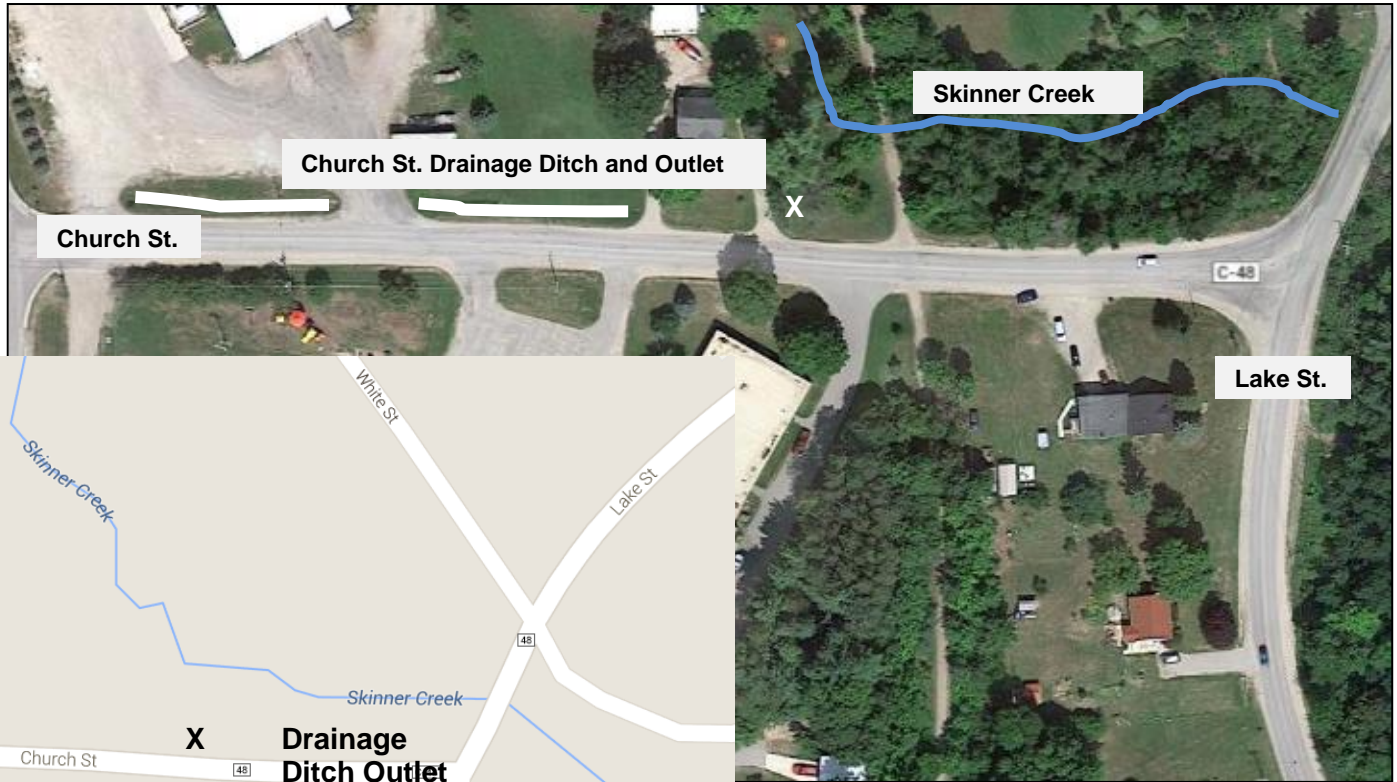 Skinner Creek
Church St. Drainage Ditch and Outlet
X
Church St.
C-48
Lake St.
White St
Skinner Creek
Lake St
48
Skinner Creek
X Drainage
Ditch Outlet
Church St
48